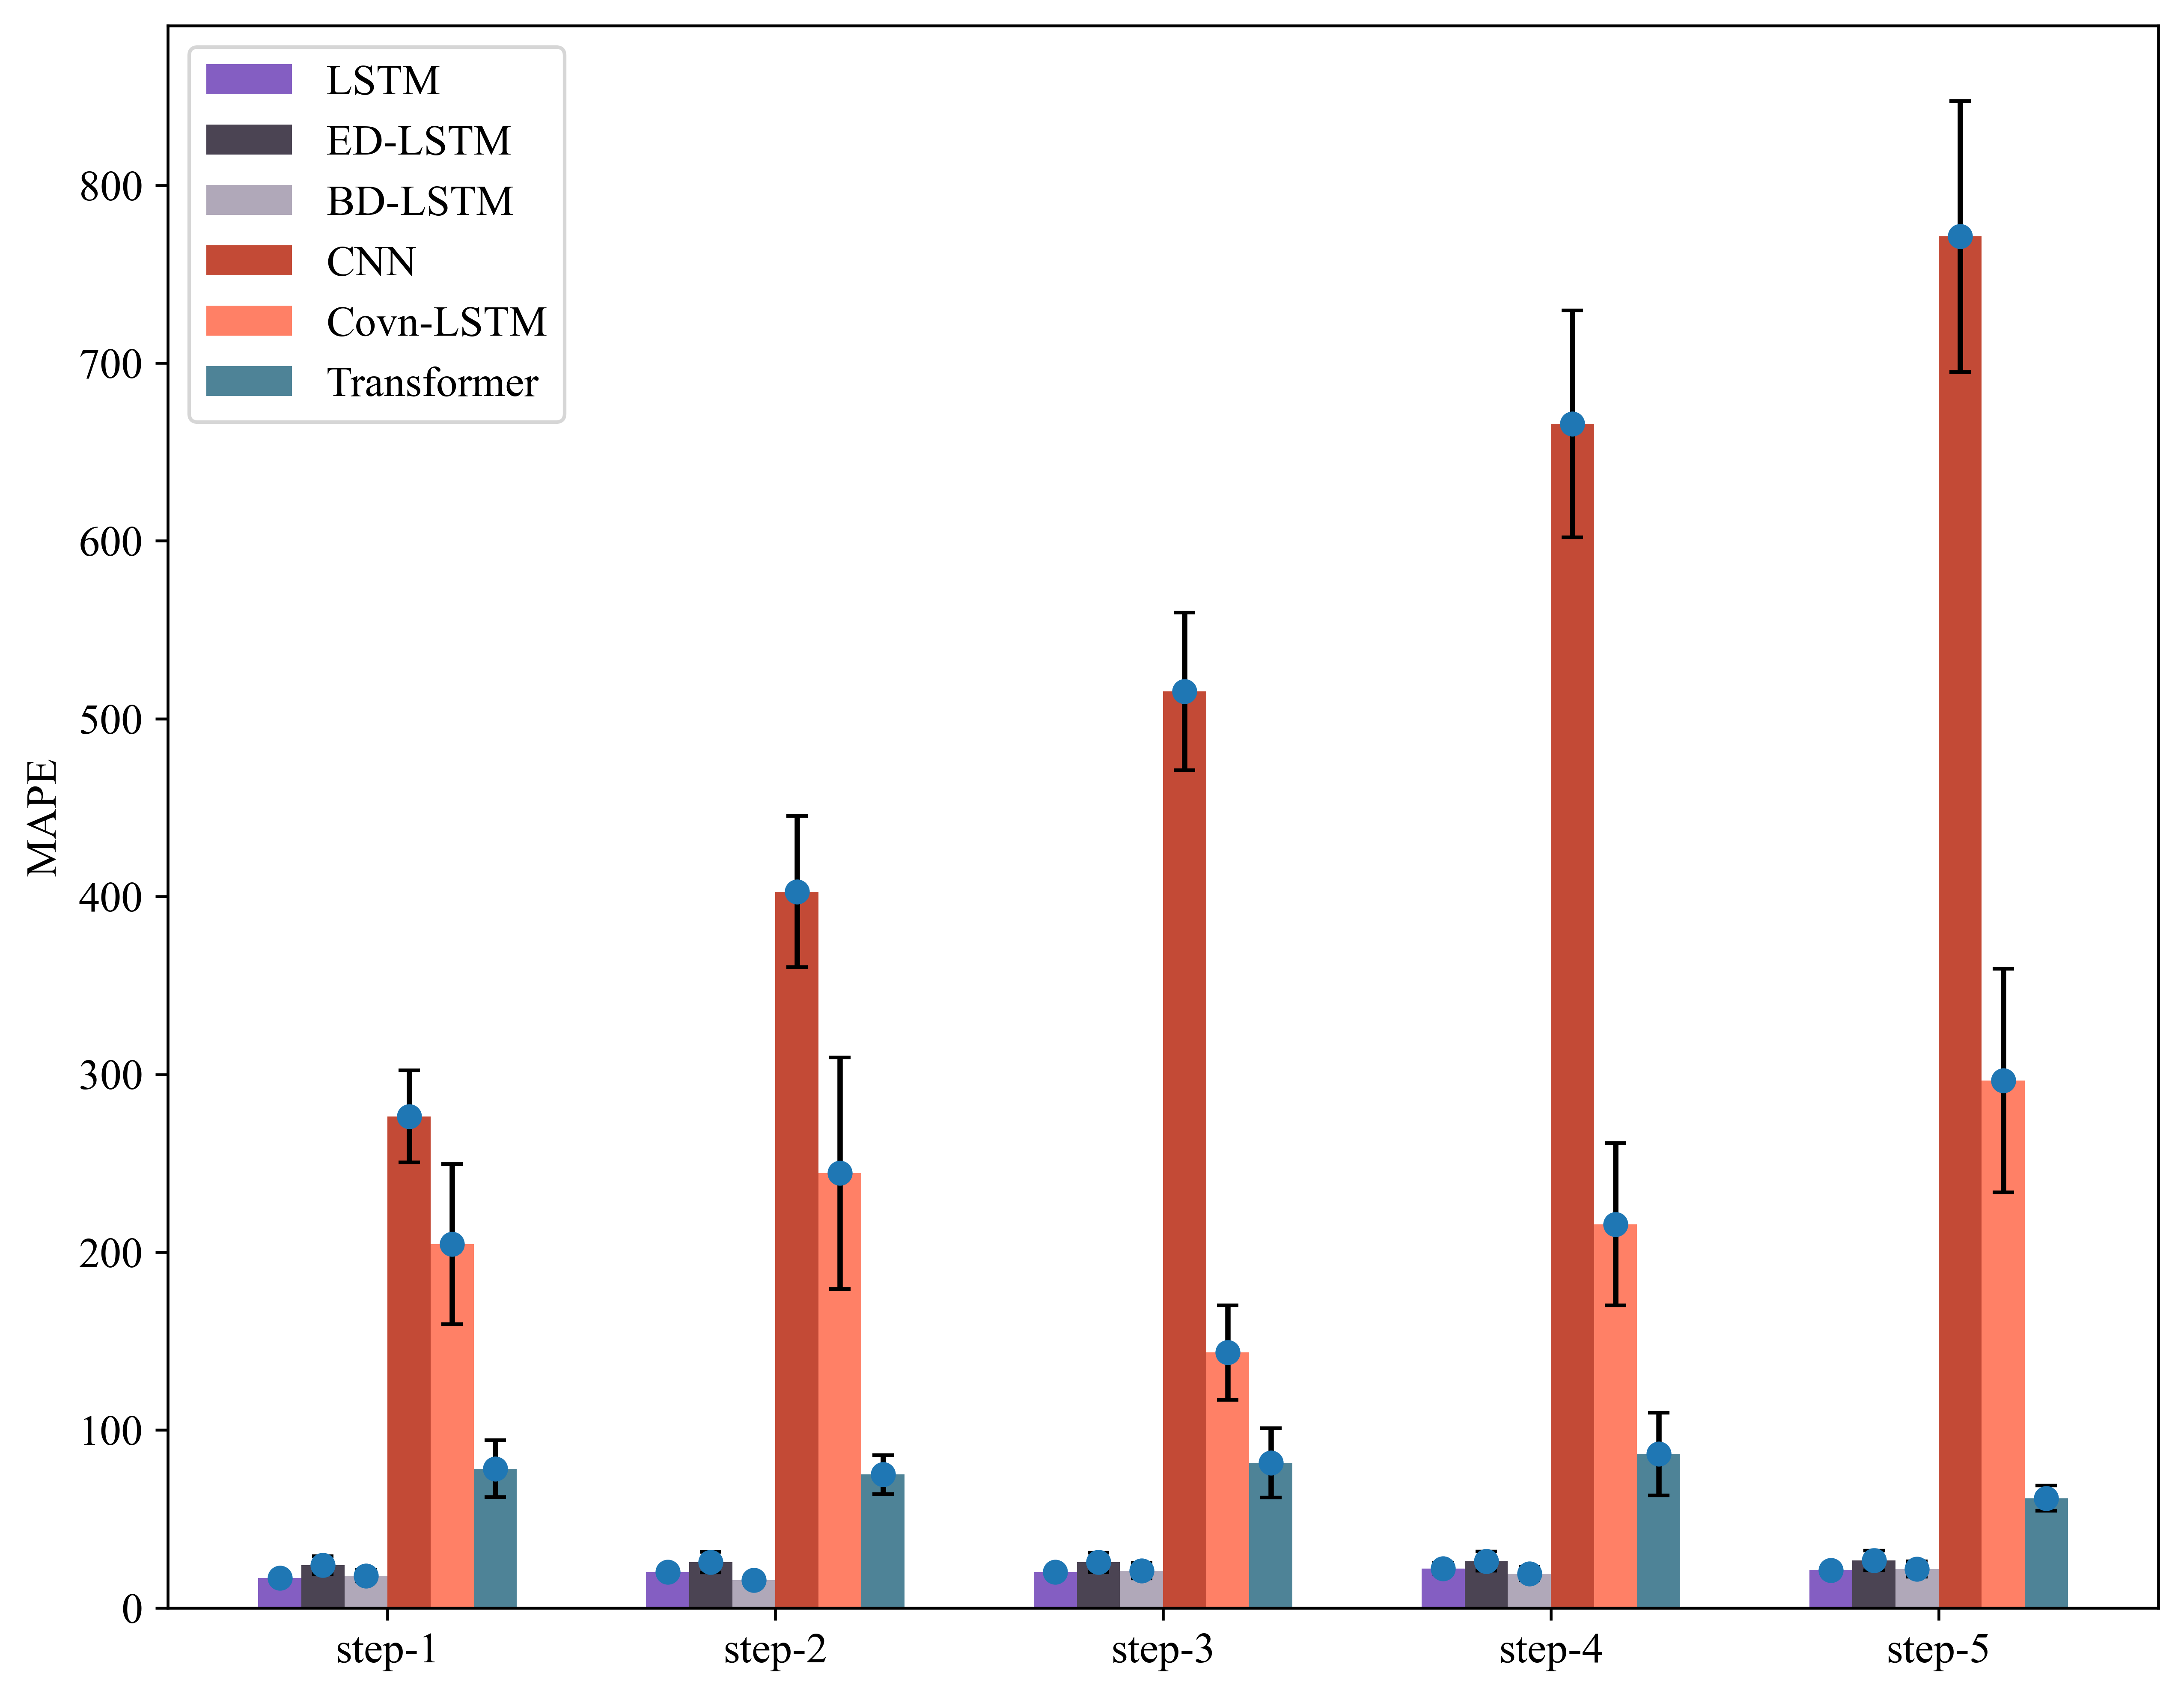 LSTM
ED-LSTM
BD-LSTM
CNN
Covn-LSTM
Transformer
MAPE
800
700
600
500
400
300
200
100
0
step-1 step-2 step-3 step-4 step-5